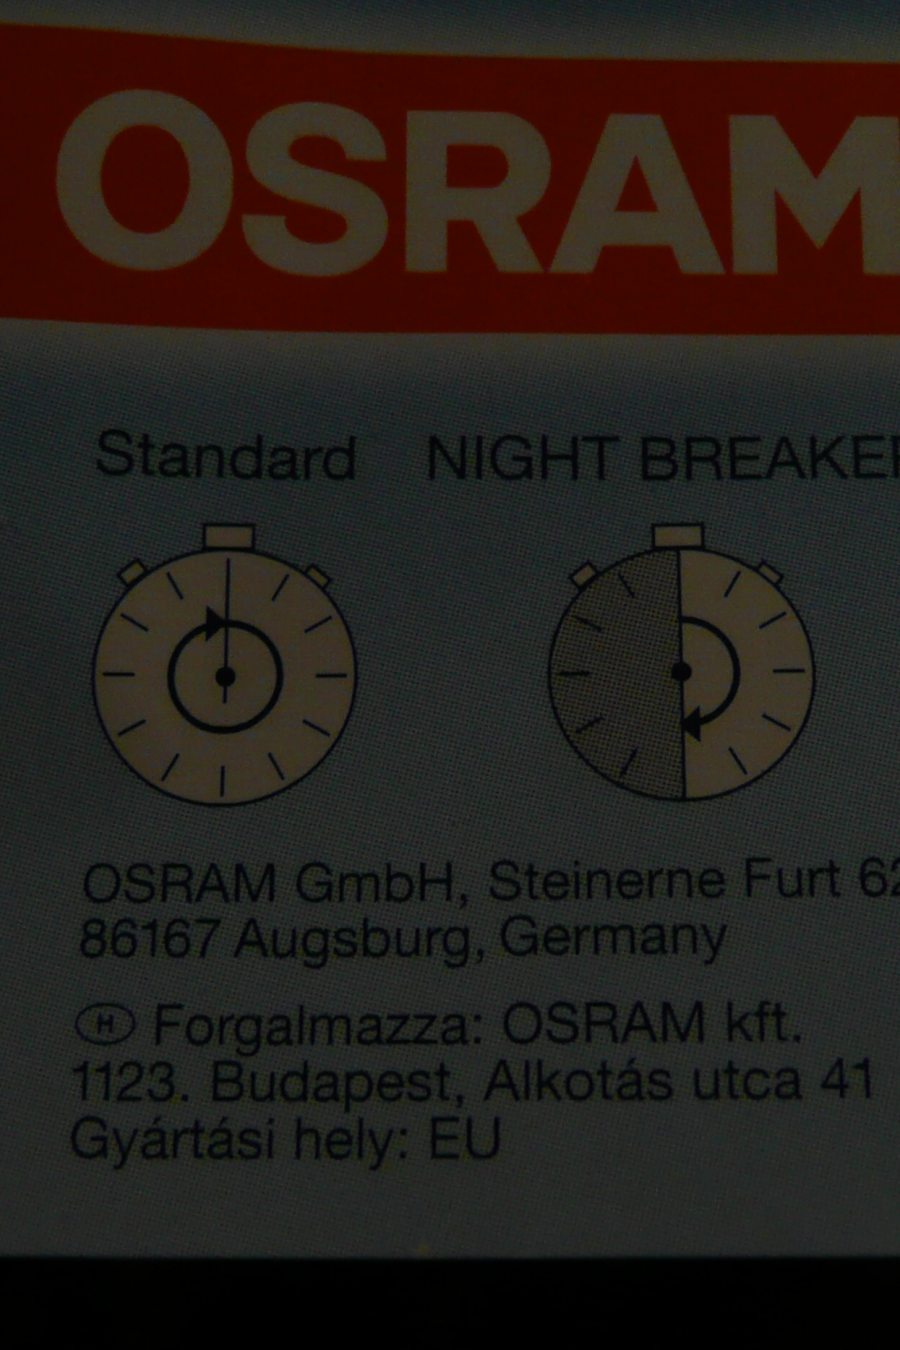 OSRAM
Standard NIGHT BREAKER
OSRAM GmbH, Steinerne Furt 62
86167 Augsburg, Germany
H Forgalmazza: OSRAM kft.
1123. Budapest, Alkotás utca 41
Gyártási hely: EU